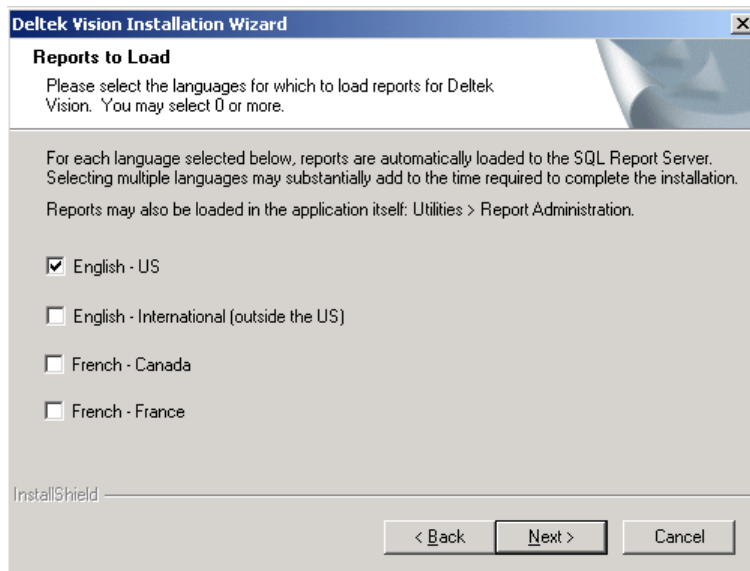 Deltek Vision Installation Wizard
Reports to Load
Please select the languages for which to load reports for Deltek
Vision. You may select 0 or more.
For each language selected below, reports are automatically loaded to the SQL Report Server.
Selecting multiple languages may substantially add to the time required to complete the installation.
Reports may also be loaded in the application itself: Utilities > Report Administration.
English - US
English - International (outside the US)
French - Canada
French - France
InstallShield
< Back Next > Cancel